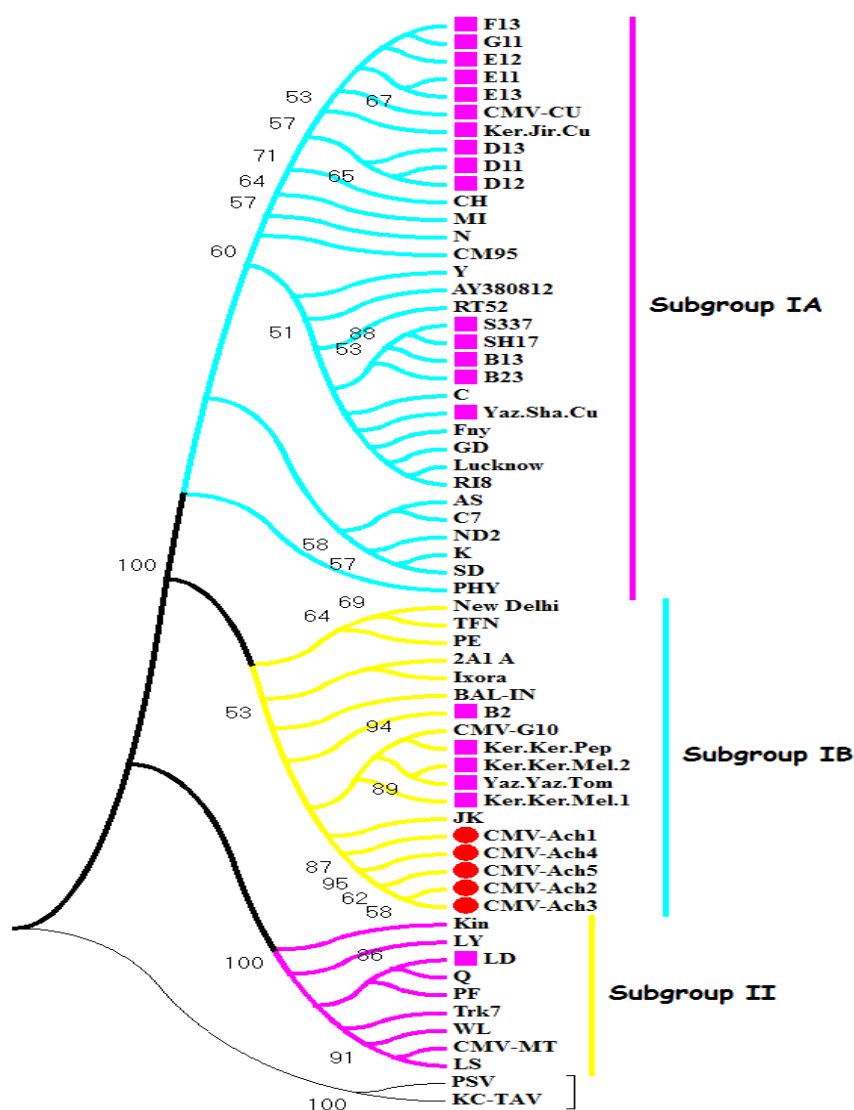 F13
G11
E12
E11
53
67
E13
CMV-CU
57
Ker.Jir.Cu
D13
71
D11
65
64
D12
57
CH
MI
N
60
CM95
Y
AY380812
Subgroup IA
RT52
51
88
S337
53
SH17
B13
B23
C
Yaz.Sha.Cu
Fny
GD
Lucknow
RI8
AS
C7
ND2
58
K
57
100
SD
PHY
69
New Delhi
64
TFN
PE
2A1 A
Ixora
BAL-IN
53
B2
94
CMV-G10
Ker.Ker.Pep
Subgroup IB
Ker.Ker.Mel.2
89
Yaz.Yaz.Tom
Ker.Ker.Mel.1
JK
CMV-Ach1
CMV-Ach4
87
CMV-Ach5
95
CMV-Ach2
62
CMV-Ach3
58
Kin
LY
86
100
LD
Q
PF
Subgroup II
Trk7
WL
CMV-MT
91
LS
PSV
KC-TAV
100